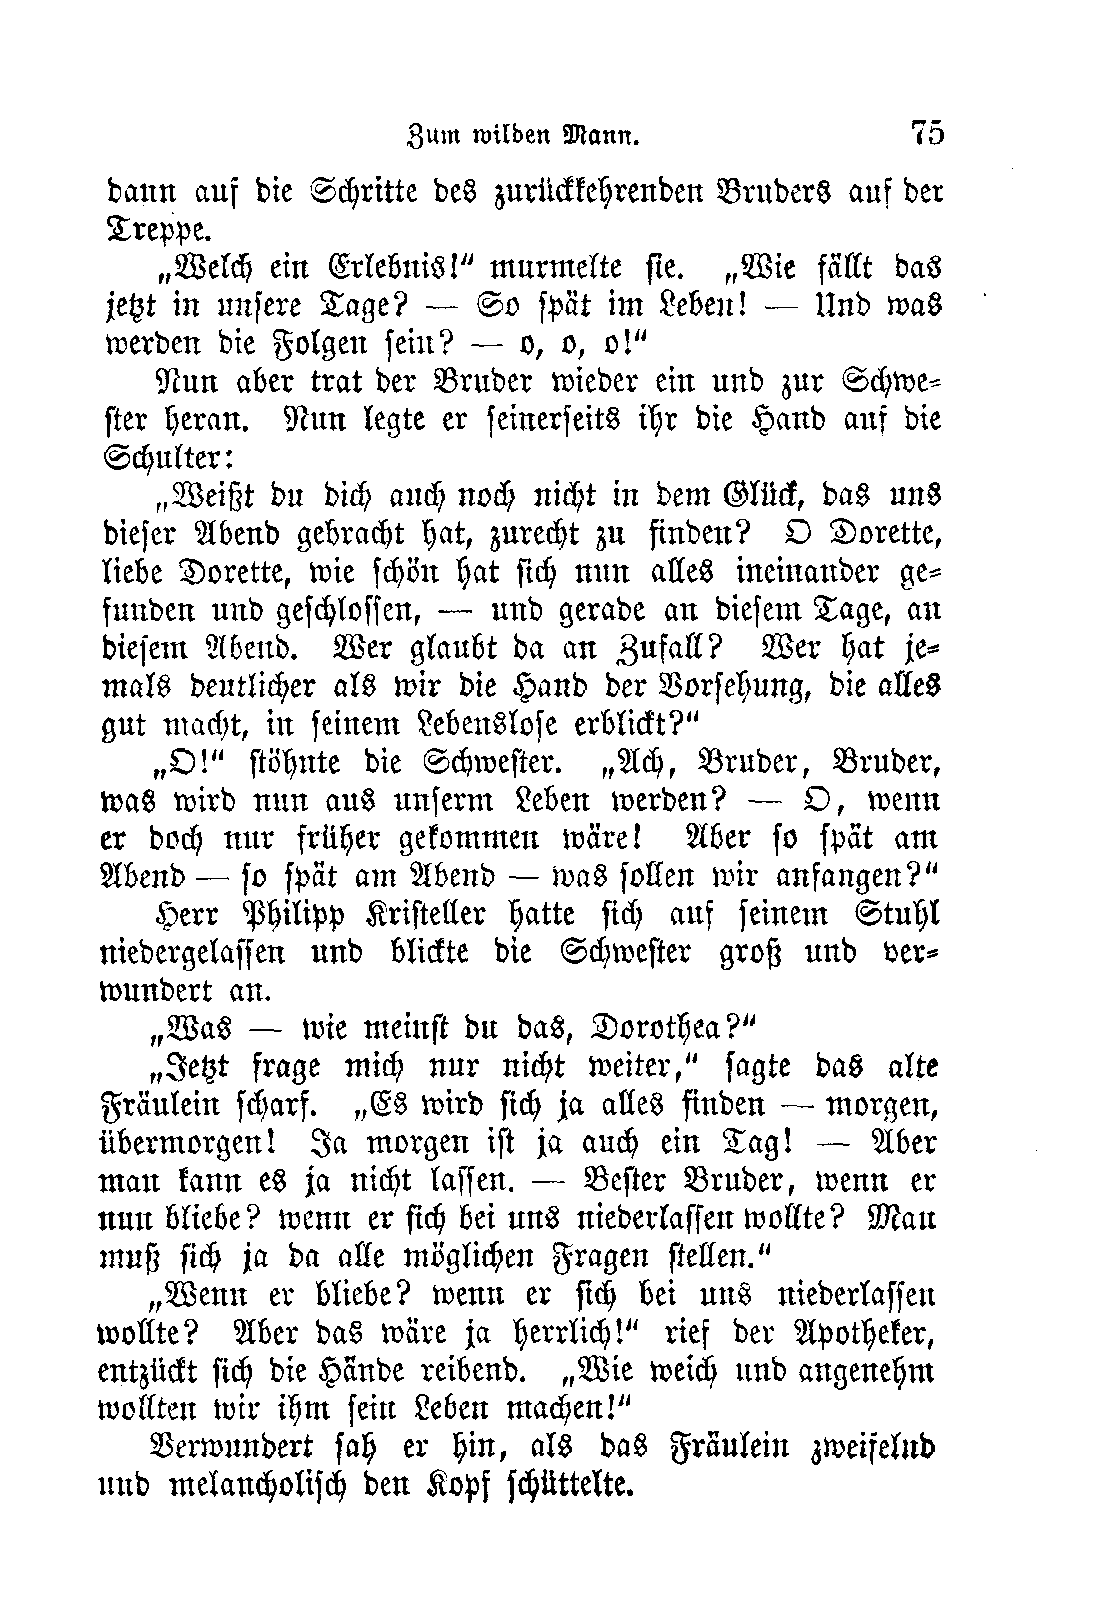 Zum wilden Mann. 75
dann auf die Schritte des zurückkehrenden Bruders auf der
Treppe.
„Welch ein Erlebnis!“ murmelte sie. „Wie fällt das
jetzt in unsere Tage? — So spät im Leben! — Und was
werden die Folgen sein? — o, o, o!“
Nun aber trat der Bruder wieder ein und zur Schwe-
ster heran. Nun legte er seinerseits ihr die Hand auf die
Schulter:
„Weißt du dich auch noch nicht in dem Glück, das uns
dieser Abend gebracht hat, zurecht zu finden? O Dorette,
liebe Dorette, wie schön hat sich nun alles ineinander ge-
funden und geschlossen, — und gerade an diesem Tage, an
diesem Abend. Wer glaubt da an Zufall? Wer hat je-
mals deutlicher als wir die Hand der Vorsehung, die alles
gut macht, in seinem Lebenslose erblickt?“
„O!“ stöhnte die Schwester. „Ach, Bruder, Bruder,
was wird nun aus unserm Leben werden? — O, wenn
er doch nur früher gekommen wäre! Aber so spät am
Abend — so spät am Abend — was sollen wir anfangen?“
Herr Philipp Kristeller hatte sich auf seinem Stuhl
niedergelassen und blickte die Schwester groß und ver-
wundert an.
„Was — wie meinst du das, Dorothea?“
„Jetzt frage mich nur nicht weiter,“ sagte das alte
Fräulein scharf. „Es wird sich ja alles finden — morgen,
übermorgen! Ja morgen ist ja auch ein Tag! — Aber
man kann es ja nicht lassen. — Bester Bruder, wenn er
nun bliebe? wenn er sich bei uns niederlassen wollte? Man
muß sich ja da alle möglichen Fragen stellen.“
„Wenn er bliebe? wenn er sich bei uns niederlassen
wollte? Aber das wäre ja herrlich!“ rief der Apotheker,
entzückt sich die Hände reibend. „Wie weich und angenehm
wollten wir ihm sein Leben machen!“
Verwundert sah er hin, als das Fräulein zweifelnd
und melancholisch den Kopf schüttelte.